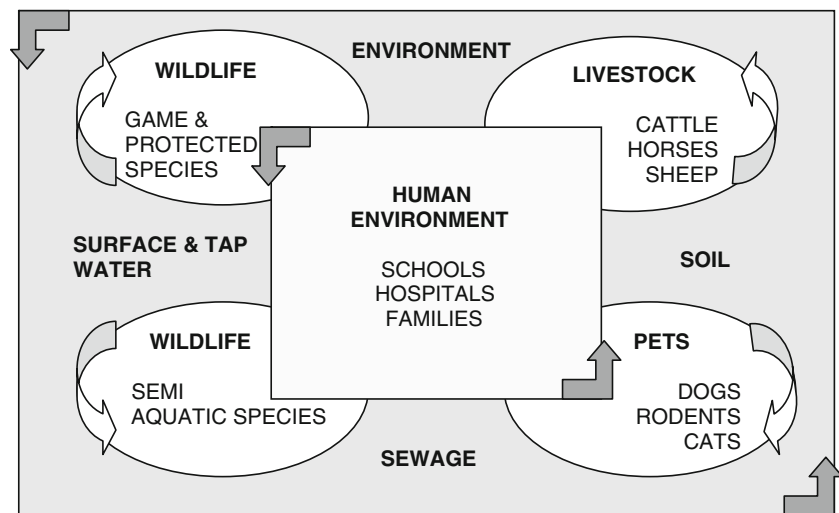 ENVIRONMENT
WILDLIFE
GAME &
PROTECTED
SPECIES
LIVESTOCK
CATTLE
HORSES
SHEEP
HUMAN
ENVIRONMENT
SCHOOLS
HOSPITALS
FAMILIES
SURFACE & TAP
WATER
SOIL
WILDLIFE
SEMI
AQUATIC SPECIES
PETS
DOGS
RODENTS
CATS
SEWAGE